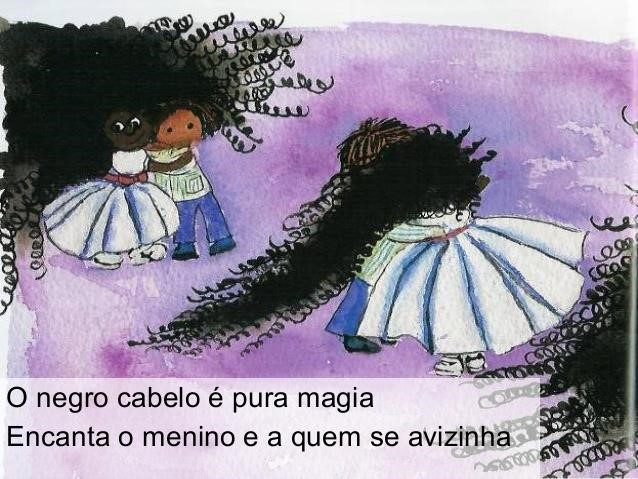 O negro cabelo é pura magia
Encanta o menino e a quem se avizinha